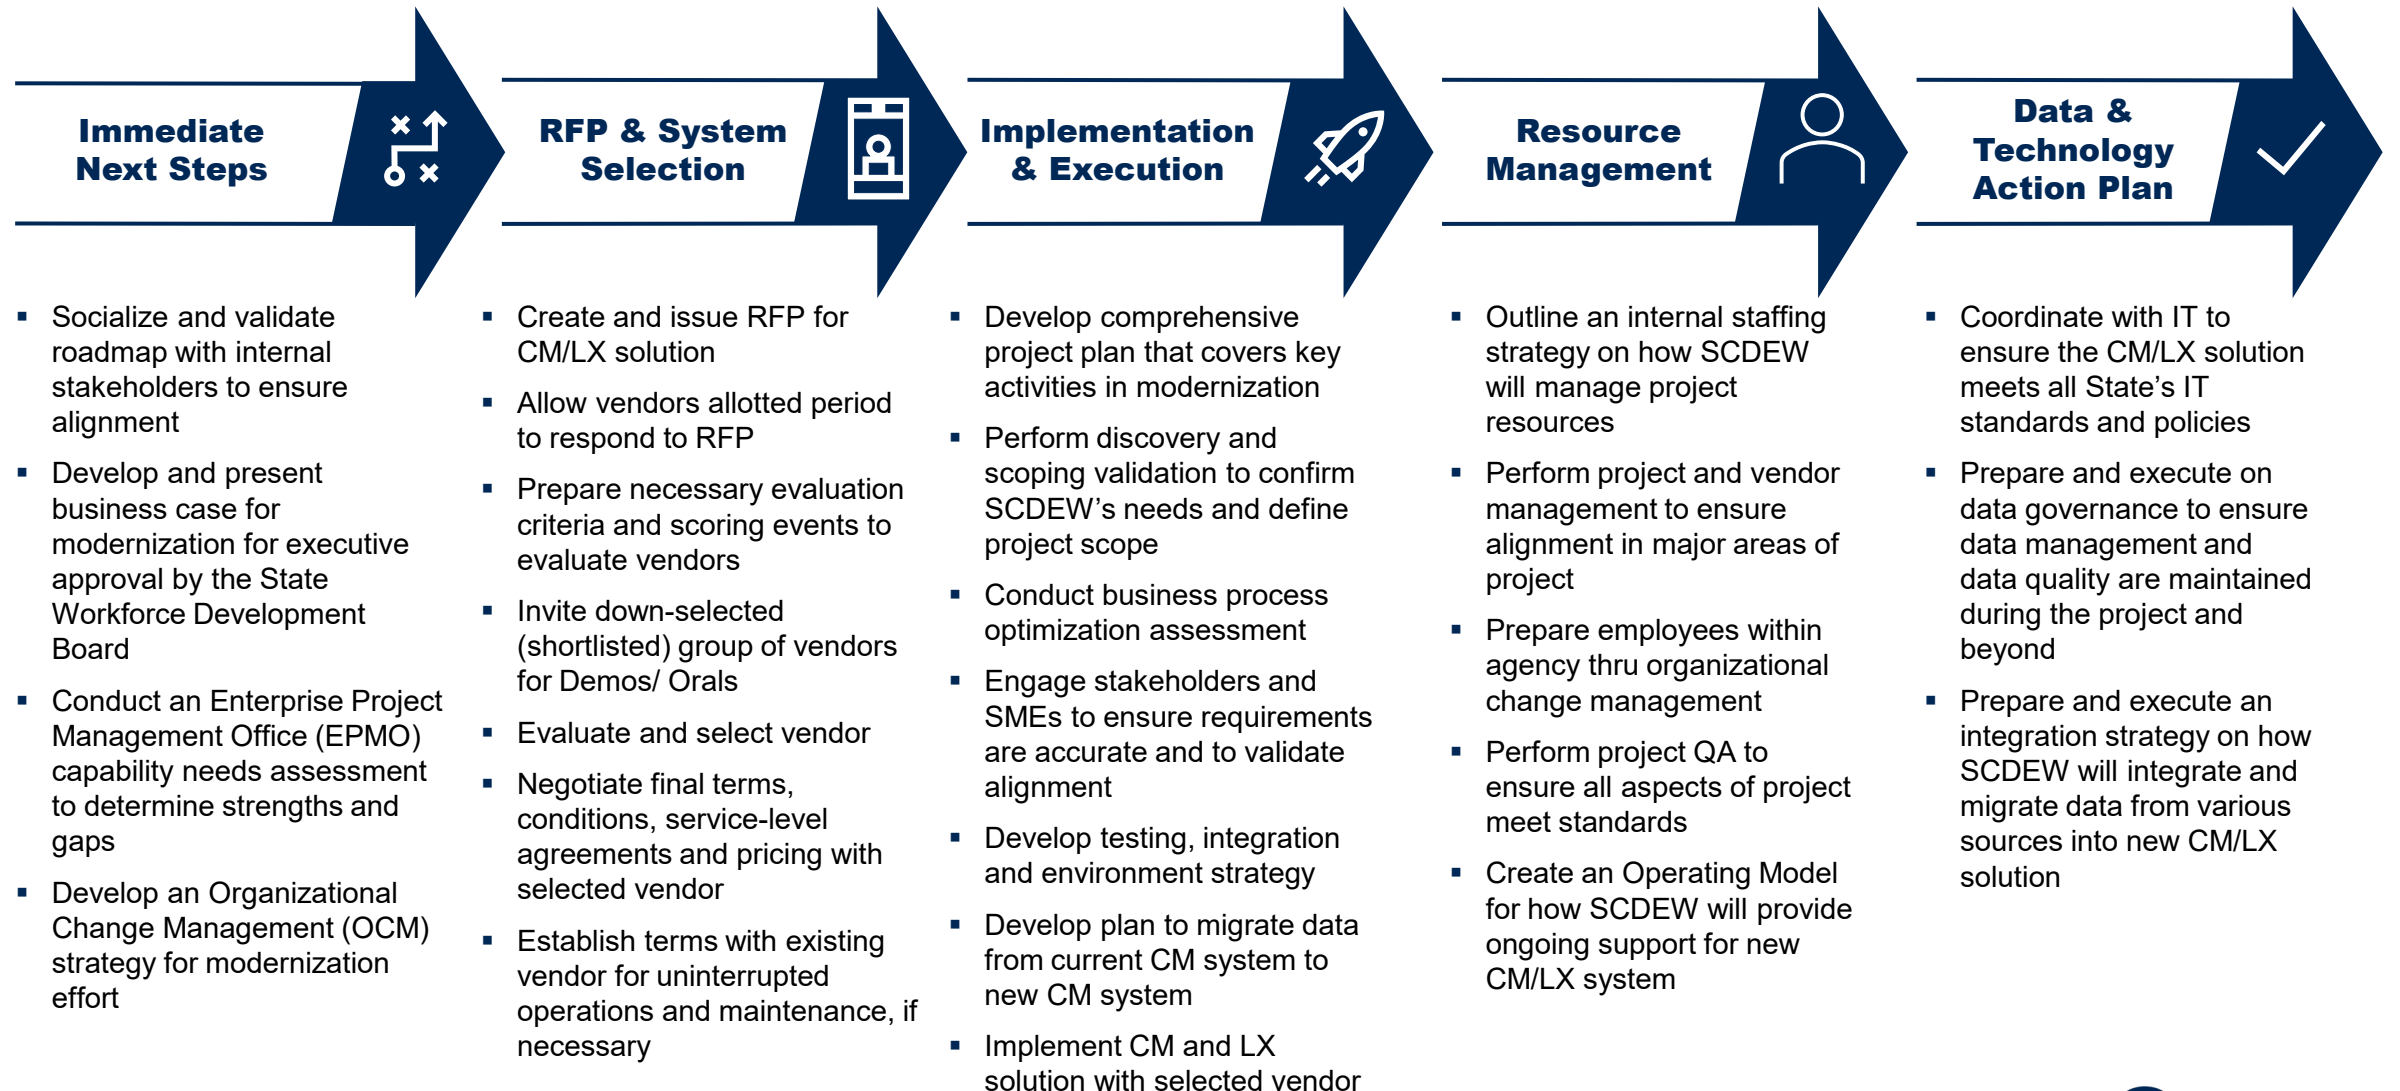 Immediate
Next Steps
RFP & System
Selection
Implementation
& Execution
Resource
Management
Data &
Technology
Action Plan
▪ Socialize and validate
roadmap with internal
stakeholders to ensure
alignment
▪ Develop and present
business case for
modernization for executive
approval by the State
Workforce Development
Board
▪ Conduct an Enterprise Project
Management Office (EPMO)
capability needs assessment
to determine strengths and
gaps
▪ Develop an Organizational
Change Management (OCM)
strategy for modernization
effort
▪ Create and issue RFP for
CM/LX solution
▪ Allow vendors allotted period
to respond to RFP
▪ Prepare necessary evaluation
criteria and scoring events to
evaluate vendors
▪ Invite down-selected
(shortlisted) group of vendors
for Demos/ Orals
▪ Evaluate and select vendor
▪ Negotiate final terms,
conditions, service-level
agreements and pricing with
selected vendor
▪ Establish terms with existing
vendor for uninterrupted
operations and maintenance, if
necessary
▪ Develop comprehensive
project plan that covers key
activities in modernization
▪ Perform discovery and
scoping validation to confirm
SCDEW’s needs and define
project scope
▪ Conduct business process
optimization assessment
▪ Engage stakeholders and
SMEs to ensure requirements
are accurate and to validate
alignment
▪ Develop testing, integration
and environment strategy
▪ Develop plan to migrate data
from current CM system to
new CM system
▪ Implement CM and LX
solution with selected vendor
▪ Outline an internal staffing
strategy on how SCDEW
will manage project
resources
▪ Perform project and vendor
management to ensure
alignment in major areas of
project
▪ Prepare employees within
agency thru organizational
change management
▪ Perform project QA to
ensure all aspects of project
meet standards
▪ Create an Operating Model
for how SCDEW will provide
ongoing support for new
CM/LX system
▪ Coordinate with IT to
ensure the CM/LX solution
meets all State’s IT
standards and policies
▪ Prepare and execute on
data governance to ensure
data management and
data quality are maintained
during the project and
beyond
▪ Prepare and execute an
integration strategy on how
SCDEW will integrate and
migrate data from various
sources into new CM/LX
solution